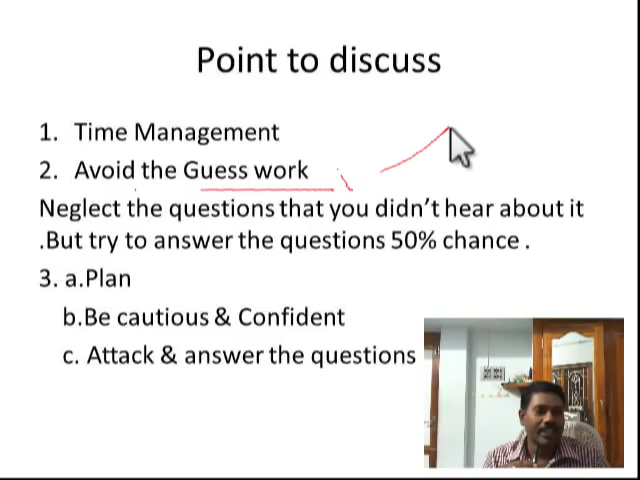 Point to discuss
1. Time Management
2. Avoid the Guess work
Neglect the questions that you didn't hear about it
.But try to answer the questions 50% chance .
3. a.Plan
b.Be cautious & Confident
c. Attack & answer the questions